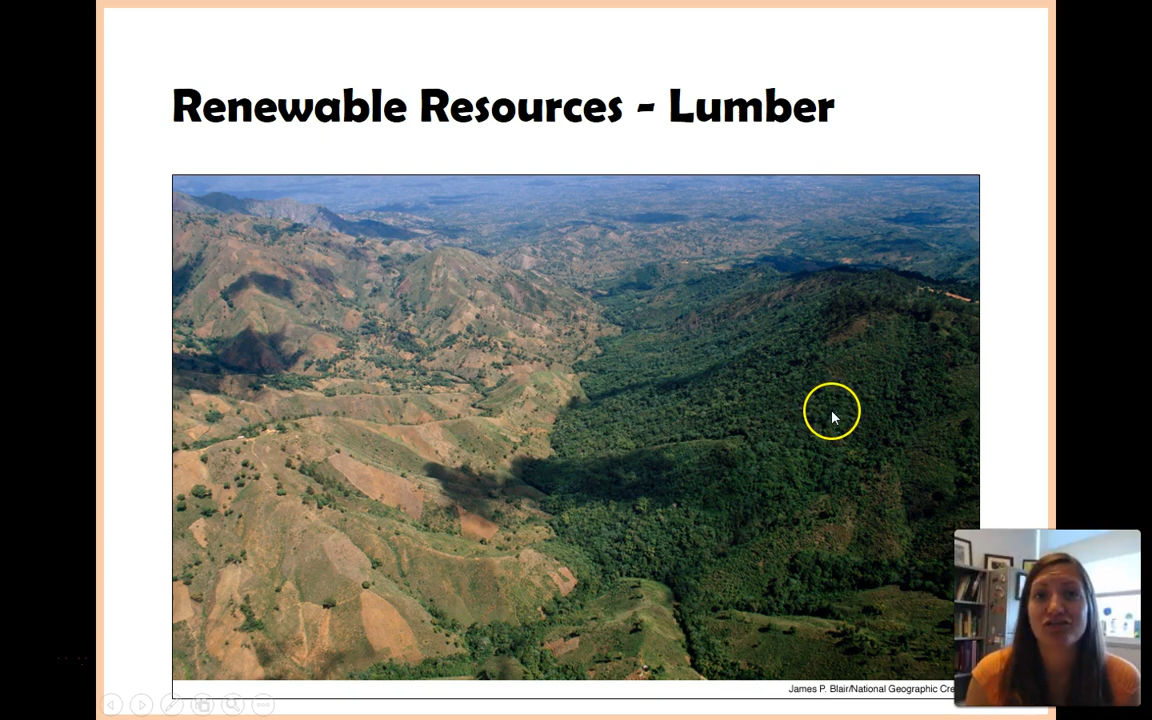 Renewable Resources - Lumber
James P. Blair/National Geographic Cre